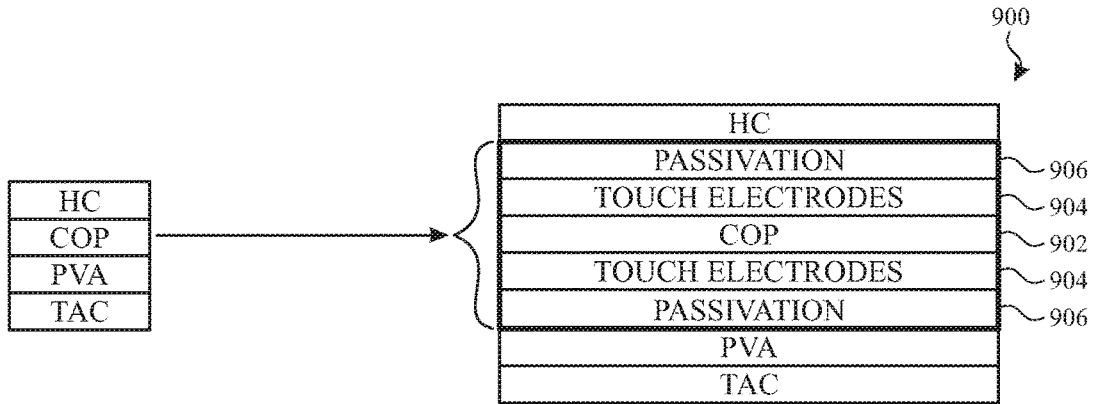 900
HC
COP
PVA
TAC
HC
PASSIVATION
906
TOUCH ELECTRODES
904
COP
902
TOUCH ELECTRODES
904
PASSIVATION
906
PVA
TAC